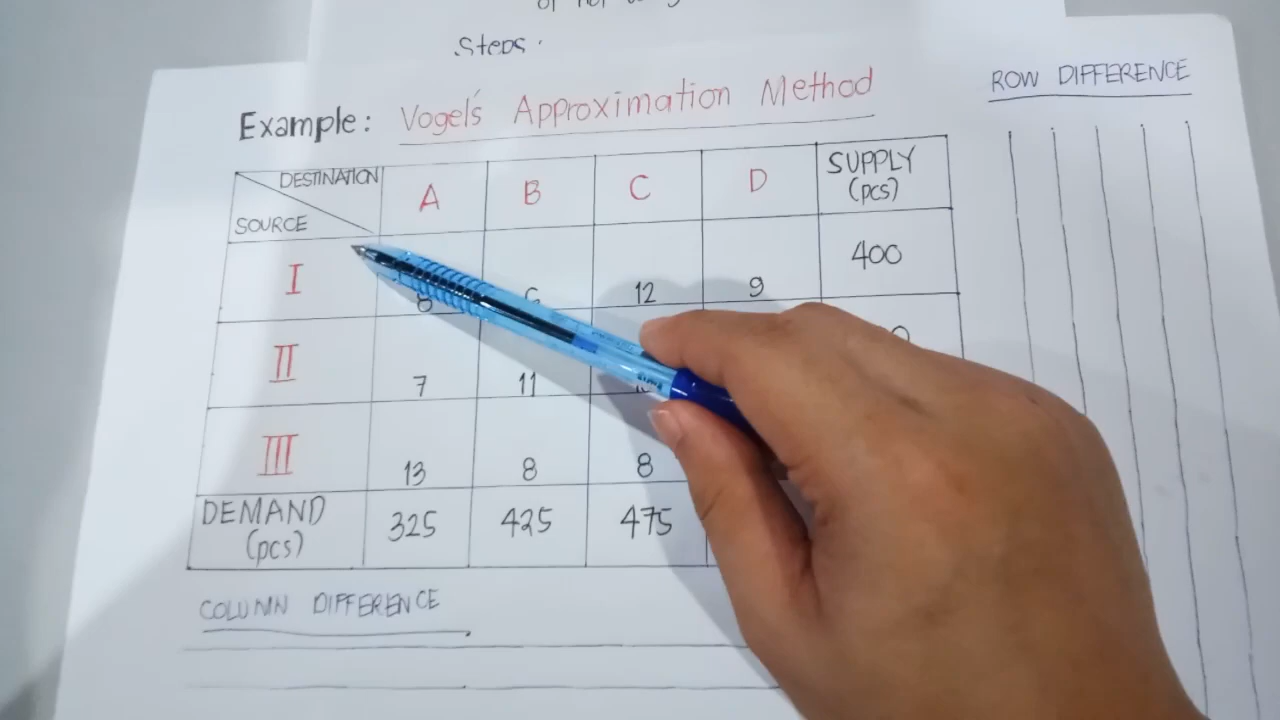 Steps.
ROW DIFFERENCE
Example: Vogel's Approximation Method
DESTINATION
SOURCE
A B C D SUPPLY (pcs)
I 8 12 9 400
II 7 11
III 13 8 8
DEMAND (pcs) 325 425 475
COLUMN DIFFERENCE